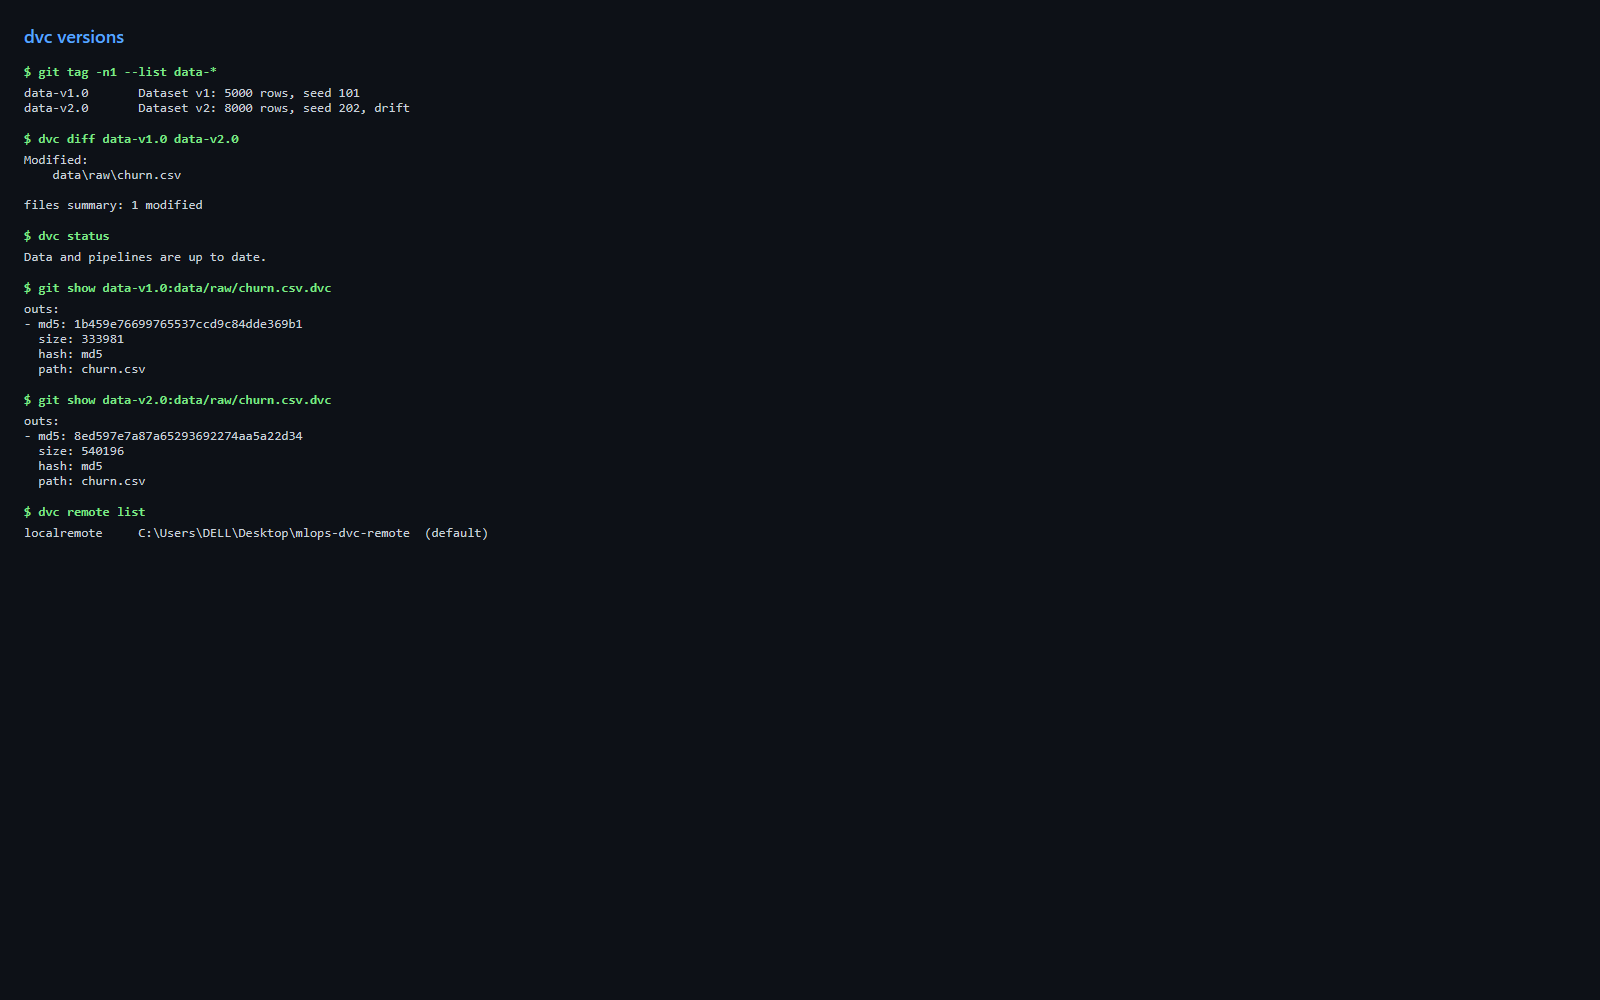 dvc versions
$ git tag -n1 --list data-*
data-v1.0       Dataset v1: 5000 rows, seed 101
data-v2.0       Dataset v2: 8000 rows, seed 202, drift
$ dvc diff data-v1.0 data-v2.0
Modified:
    data\raw\churn.csv
files summary: 1 modified
$ dvc status
Data and pipelines are up to date.
$ git show data-v1.0:data/raw/churn.csv.dvc
outs:
- md5: 1b459e76699765537ccd9c84dde369b1
  size: 333981
  hash: md5
  path: churn.csv
$ git show data-v2.0:data/raw/churn.csv.dvc
outs:
- md5: 8ed597e7a87a65293692274aa5a22d34
  size: 540196
  hash: md5
  path: churn.csv
$ dvc remote list
localremote     C:\Users\DELL\Desktop\mlops-dvc-remote  (default)